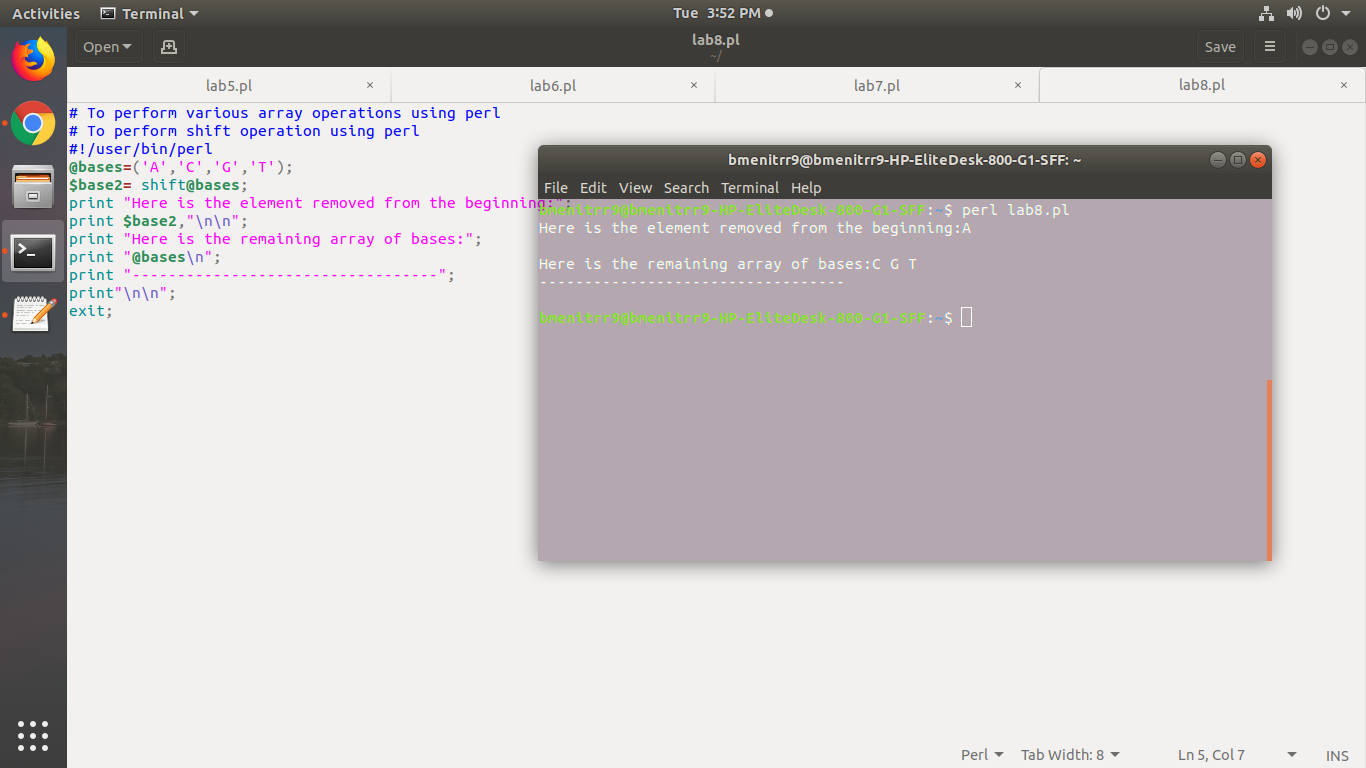 Activities Terminal Tue 3:52 PM
Open lab8.pl Save
~/
lab5.pl × lab6.pl × lab7.pl × lab8.pl ×
# To perform various array operations using perl
# To perform shift operation using perl
#!/user/bin/perl
@bases=('A','C','G','T');
$base2= shift@bases;
print "Here is the element removed from the beginning:";
print $base2,"\n\n";
print "Here is the remaining array of bases:";
print "@bases\n";
print "----------------------------------";
print"\n\n";
exit;
bmenitrr9@bmenitrr9-HP-EliteDesk-800-G1-SFF: ~
File Edit View Search Terminal Help
bmenitrr9@bmenitrr9-HP-EliteDesk-800-G1-SFF:~$ perl lab8.pl
Here is the element removed from the beginning:A
Here is the remaining array of bases:C G T
----------------------------------
bmenitrr9@bmenitrr9-HP-EliteDesk-800-G1-SFF:~$
Perl Tab Width: 8 Ln 5, Col 7 INS